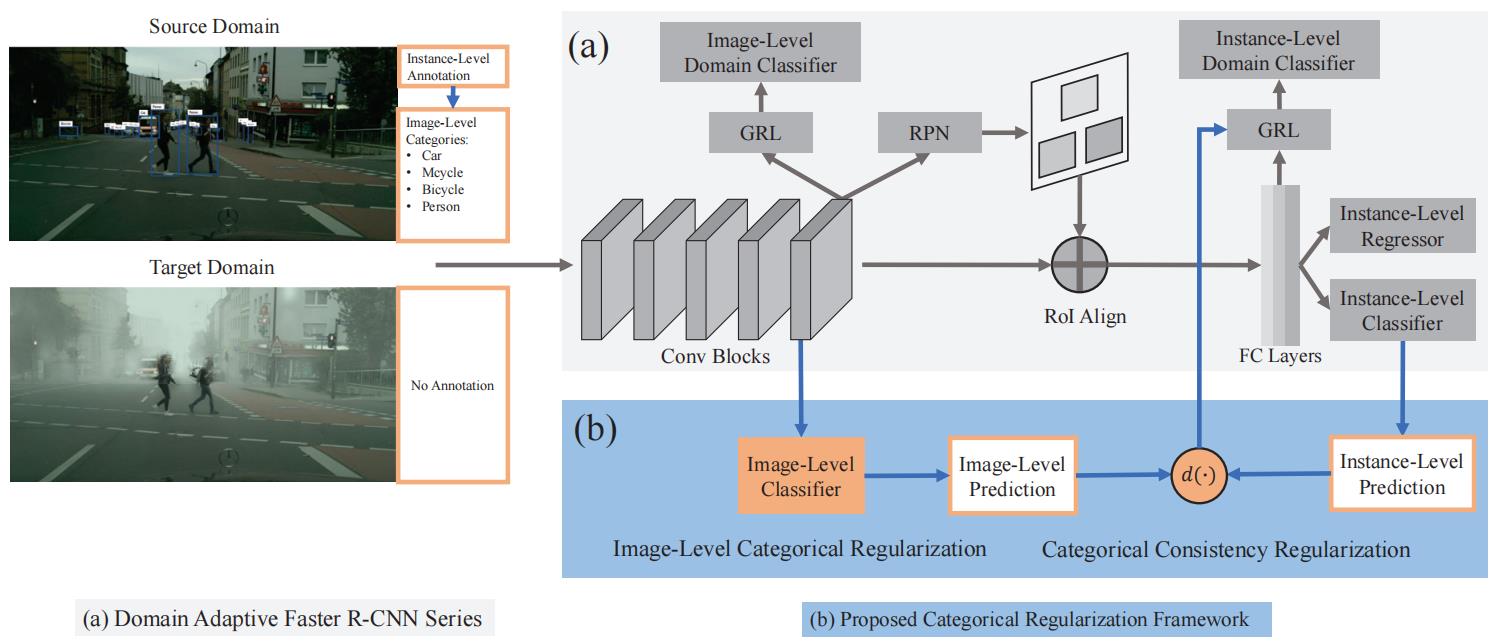 Source Domain
Instance-Level
Annotation
Image-Level
Categories:
• Car
• Mcycle
• Bicycle
• Person
Target Domain
No Annotation
(a)
Image-Level
Domain Classifier
GRL
RPN
Instance-Level
Domain Classifier
GRL
Instance-Level
Regressor
Instance-Level
Classifier
Conv Blocks
RoI Align
FC Layers
(b)
Image-Level
Classifier
Image-Level
Prediction
d(·)
Instance-Level
Prediction
Image-Level Categorical Regularization
Categorical Consistency Regularization
(a) Domain Adaptive Faster R-CNN Series
(b) Proposed Categorical Regularization Framework